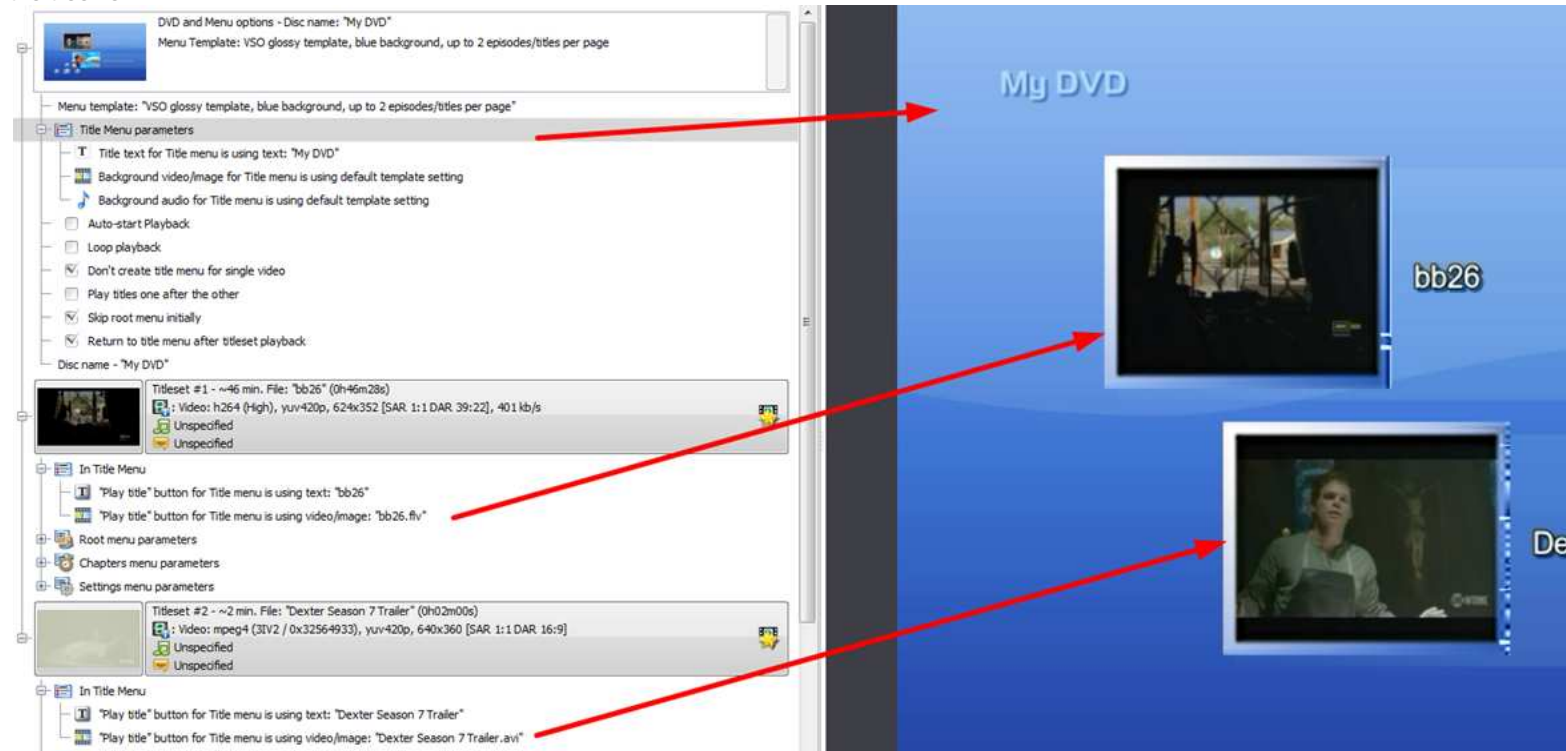 DVD and Menu options - Disc name: "My DVD"
Menu Template: VSO glossy template, blue background, up to 2 episodes/titles per page
Menu template: "VSO glossy template, blue background, up to 2 episodes/titles per page"
Title Menu parameters
T Title text for Title menu is using text: "My DVD"
Background video/image for Title menu is using default template setting
Background audio for Title menu is using default template setting
Auto-start Playback
Loop playback
Don't create title menu for single video
Play titles one after the other
Skip root menu initially
Return to title menu after titleset playback
Disc name - "My DVD"
Titleset #1 - ~46 min. File: "bb26" (0h46m28s)
: Video: h264 (High), yuv420p, 624x352 [SAR 1:1 DAR 39:22], 401 kb/s
Unspecified
Unspecified
In Title Menu
T "Play title" button for Title menu is using text: "bb26"
"Play title" button for Title menu is using video/image: "bb26.flv"
Root menu parameters
Chapters menu parameters
Settings menu parameters
Titleset #2 - ~2 min. File: "Dexter Season 7 Trailer" (0h02m00s)
: Video: mpeg4 (3IV2 / 0x32564933), yuv420p, 640x360 [SAR 1:1 DAR 16:9]
Unspecified
Unspecified
In Title Menu
T "Play title" button for Title menu is using text: "Dexter Season 7 Trailer"
"Play title" button for Title menu is using video/image: "Dexter Season 7 Trailer.avi"
My DVD
bb26
De